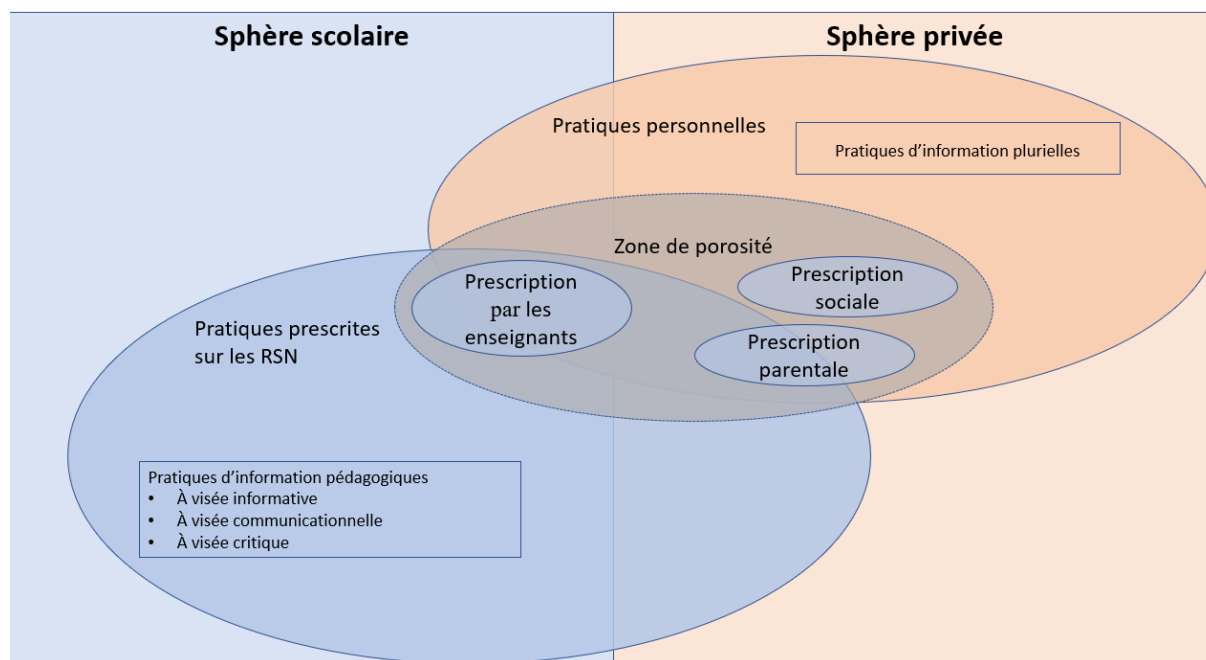 Sphère scolaire
Sphère privée
Pratiques personnelles
Pratiques d'information plurielles
Zone de porosité
Prescription
par les
enseignants
Prescription
sociale
Prescription
parentale
Pratiques prescrites
sur les RSN
Pratiques d'information pédagogiques
• À visée informative
• À visée communicationnelle
• À visée critique